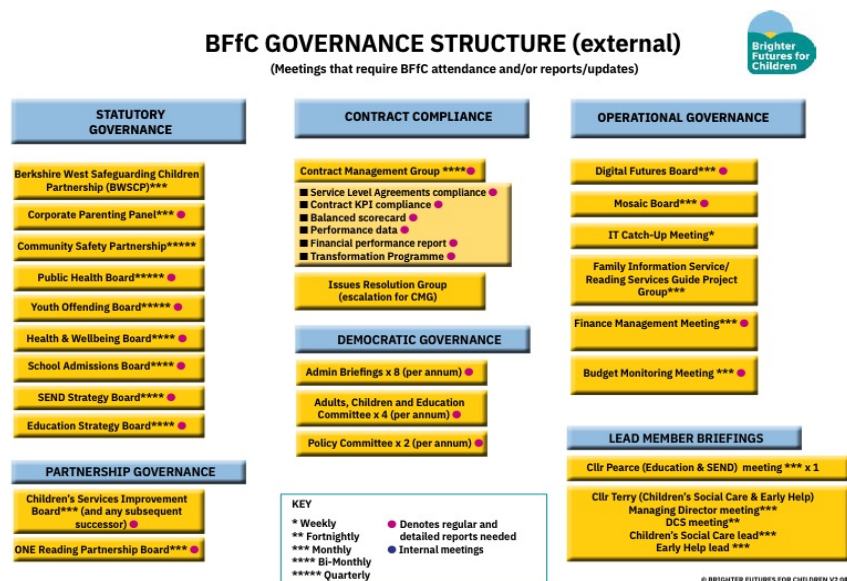 BFfC GOVERNANCE STRUCTURE (external)
(Meetings that require BFfC attendance and/or reports/updates)
Brighter
Futures for
Children
STATUTORY
GOVERNANCE
Berkshire West Safeguarding Children
Partnership (BWSCP)***
Corporate Parenting Panel***
Community Safety Partnership*****
Public Health Board*****
Youth Offending Board*****
Health & Wellbeing Board****
School Admissions Board****
SEND Strategy Board****
Education Strategy Board****
PARTNERSHIP GOVERNANCE
Children's Services Improvement
Board*** (and any subsequent
successor)
ONE Reading Partnership Board***
CONTRACT COMPLIANCE
Contract Management Group ****
■ Service Level Agreements compliance
■ Contract KPI compliance
■ Balanced scorecard
■ Performance data
■ Financial performance report
■ Transformation Programme
Issues Resolution Group
(escalation for CMG)
DEMOCRATIC GOVERNANCE
Admin Briefings x 8 (per annum)
Adults, Children and Education
Committee x 4 (per annum)
Policy Committee x 2 (per annum)
KEY
* Weekly
** Fortnightly
*** Monthly
**** Bi-Monthly
***** Quarterly
● Denotes regular and
detailed reports needed
● Internal meetings
OPERATIONAL GOVERNANCE
Digital Futures Board***
Mosaic Board***
IT Catch-Up Meeting*
Family Information Service/
Reading Services Guide Project
Group***
Finance Management Meeting***
Budget Monitoring Meeting ***
LEAD MEMBER BRIEFINGS
Cllr Pearce (Education & SEND) meeting *** x 1
Cllr Terry (Children's Social Care & Early Help)
Managing Director meeting***
DCS meeting**
Children's Social Care lead***
Early Help lead ***
© BRIGHTER FUTURES FOR CHILDREN